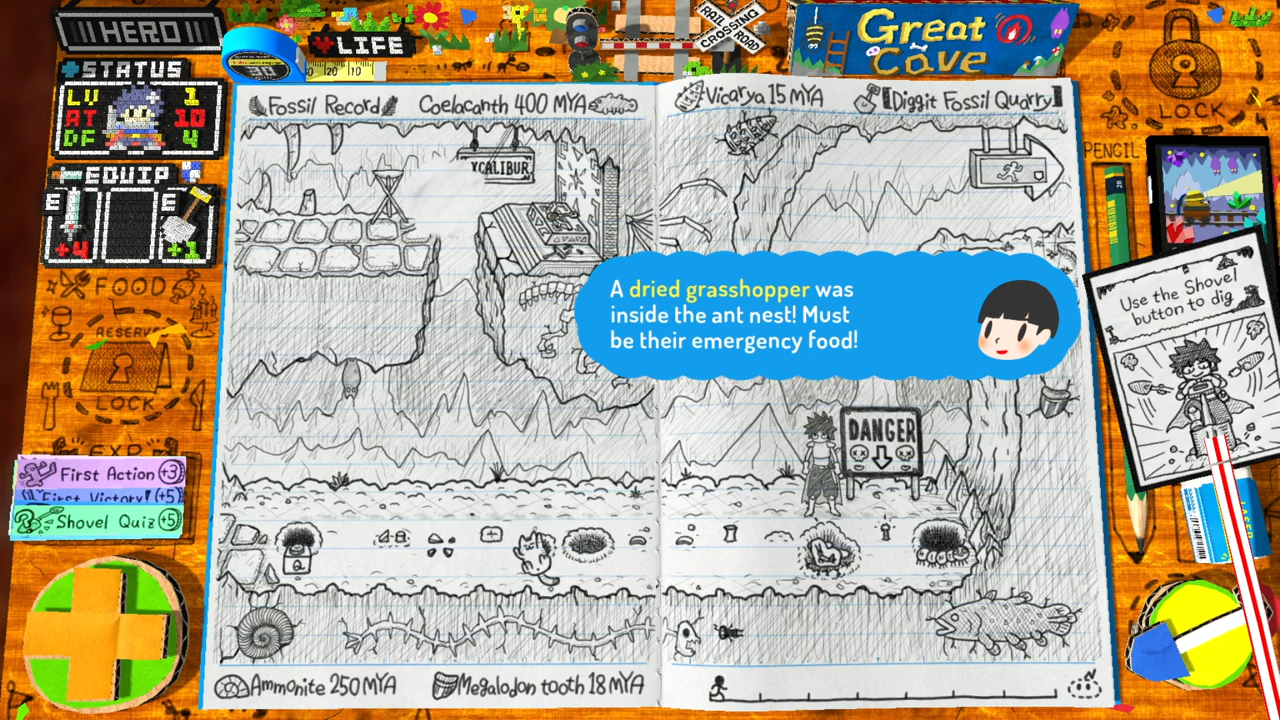 HERO
LIFE
RAIL CROSSING ROAD
Great Cave
STATUS
LV 1
AT 10
DF 4
EQUIP
E E
+4 +1
FOOD
RESERVE
LOCK
EXP
First Action +3
First Victory! +5
Shovel Quiz +5
Fossil Record
Coelacanth 400 MYA
Vicarya 15 MYA
Diggit Fossil Quarry
XCALIBUR
A dried grasshopper was
inside the ant nest! Must
be their emergency food!
DANGER
Ammonite 250 MYA
Megalodon tooth 18 MYA
LOCK
PENCIL
Use the Shovel
button to dig